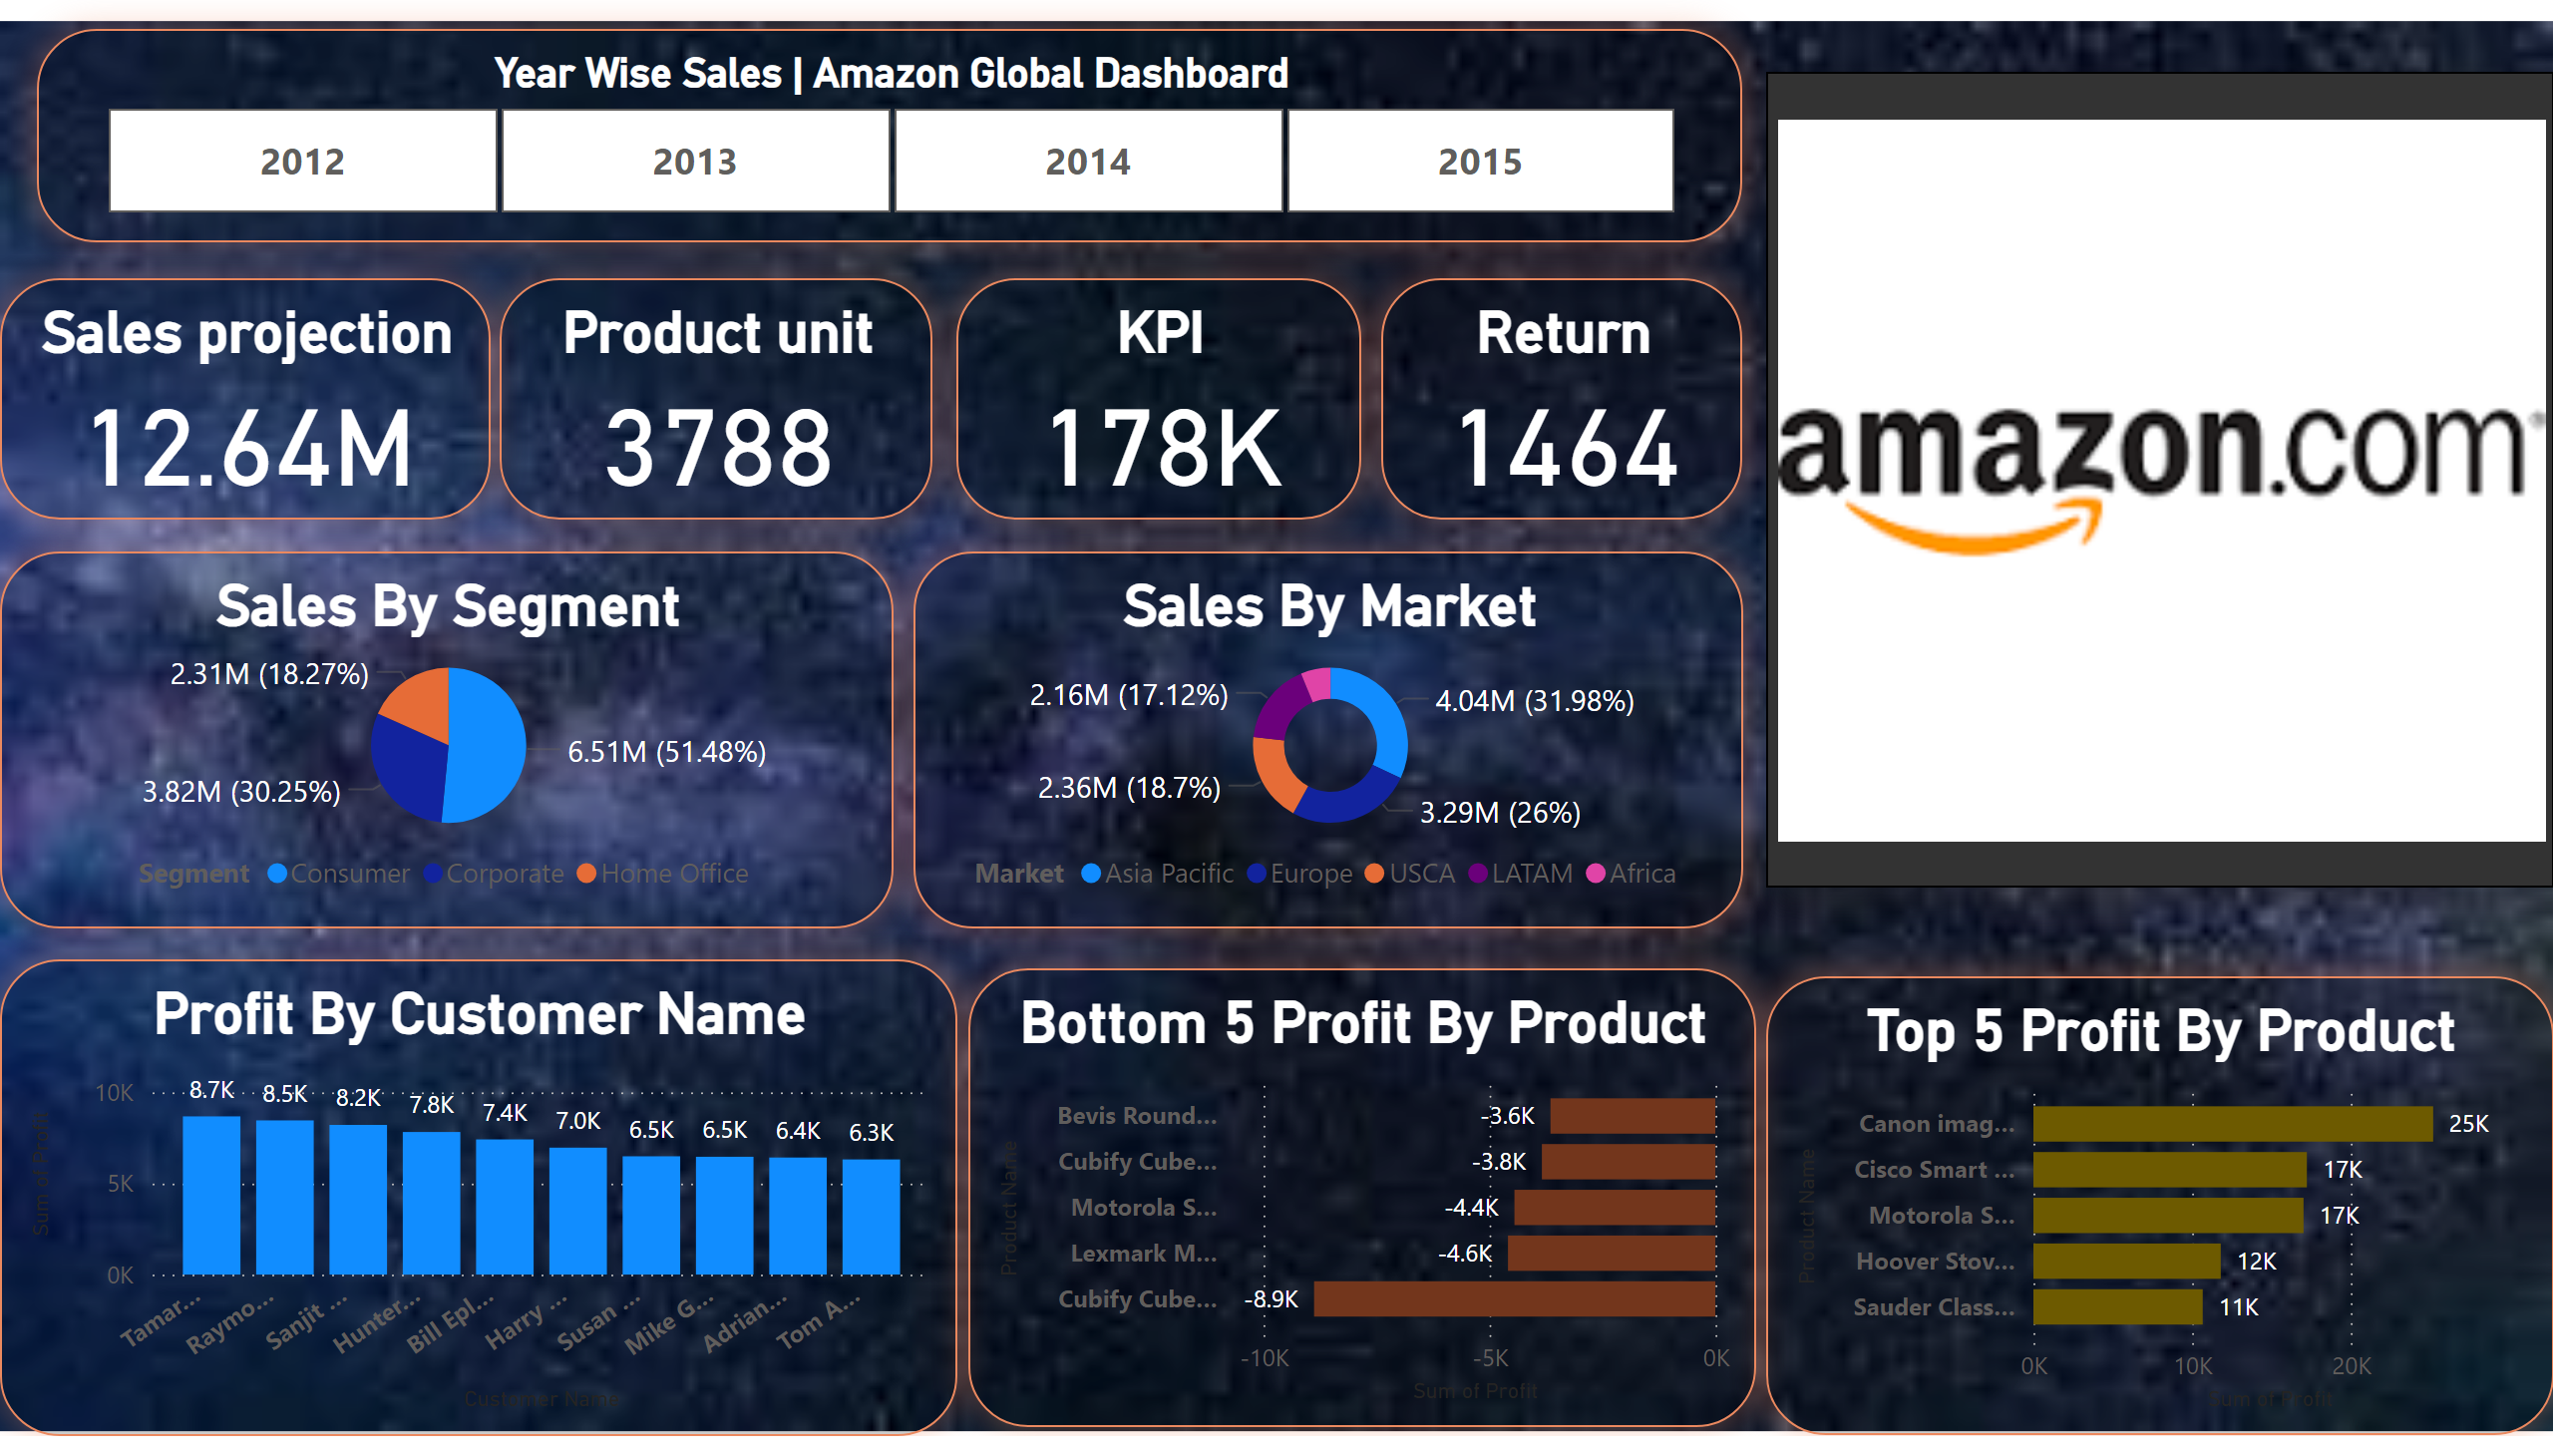 Year Wise Sales | Amazon Global Dashboard
2012 2013 2014 2015
Sales projection
12.64M
Product unit
3788
KPI
178K
Return
1464
amazon.com
Sales By Segment
2.31M (18.27%)
6.51M (51.48%)
3.82M (30.25%)
Segment Consumer Corporate Home Office
Sales By Market
2.16M (17.12%)
4.04M (31.98%)
2.36M (18.7%)
3.29M (26%)
Market Asia Pacific Europe USCA LATAM Africa
Profit By Customer Name
Sum of Profit
10K
5K
0K
8.7K 8.5K 8.2K 7.8K 7.4K 7.0K 6.5K 6.5K 6.4K 6.3K
Tamar... Raymo... Sanjit ... Hunter... Bill Epl... Harry ... Susan ... Mike G... Adrian... Tom A...
Customer Name
Bottom 5 Profit By Product
Product Name
Bevis Round... -3.6K
Cubify Cube... -3.8K
Motorola S... -4.4K
Lexmark M... -4.6K
Cubify Cube... -8.9K
-10K -5K 0K
Sum of Profit
Top 5 Profit By Product
Product Name
Canon imag... 25K
Cisco Smart ... 17K
Motorola S... 17K
Hoover Stov... 12K
Sauder Class... 11K
0K 10K 20K
Sum of Profit